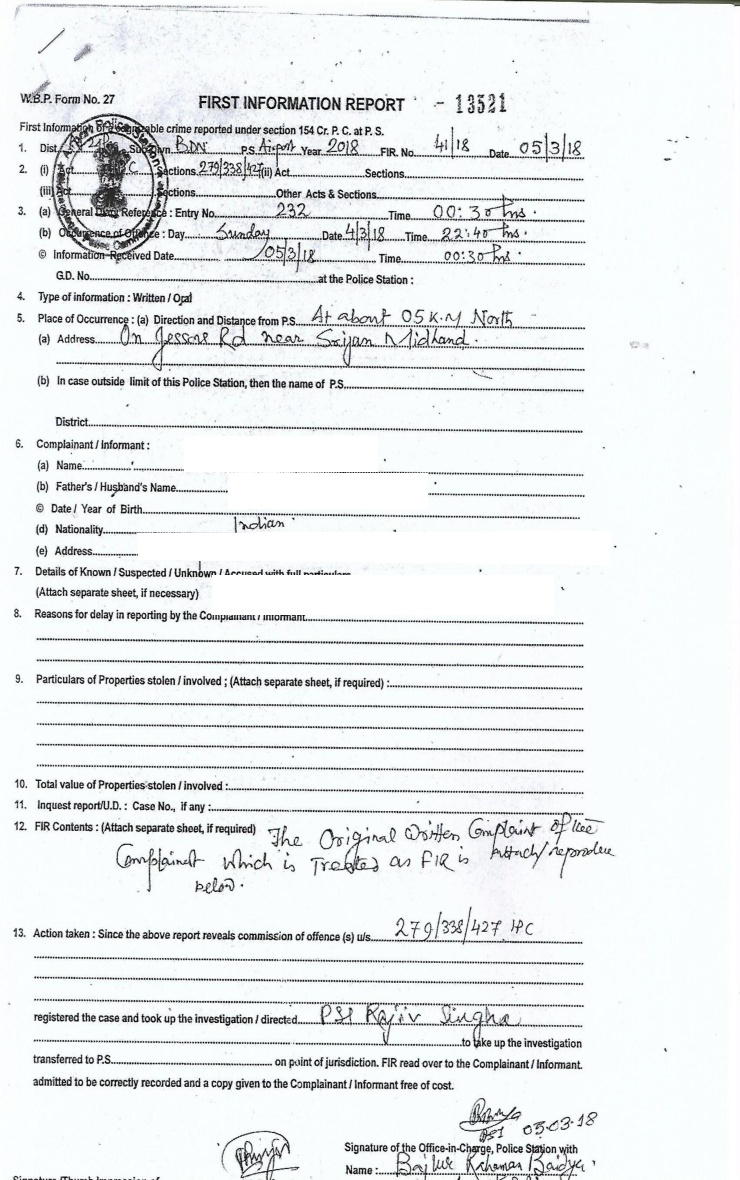 W.B.P. Form No. 27
FIRST INFORMATION REPORT - 13521
First Information of a cognizable crime reported under section 154 Cr. P. C. at P. S.
1. Dist. Sub Divn. BDN P.S. Airport Year 2018 FIR. No. 41/18 Date 05/3/18
2. (i) Act Sections 279/338/427 (ii) Act Sections
(iii) Act Sections Other Acts & Sections
3. (a) General Diary Reference : Entry No. 232 Time 00:30 hrs.
(b) Occurrence of Offence : Day Sunday Date 4/3/18 Time 22:40 hrs.
© Information Received Date 05/3/18 Time 00:30 hrs.
G.D. No. at the Police Station :
4. Type of information : Written / Oral
5. Place of Occurrence : (a) Direction and Distance from P.S. At about 05 K.M North
(a) Address On Jessore Rd near Srijan Midland.
(b) In case outside limit of this Police Station, then the name of P.S.
District
6. Complainant / Informant :
(a) Name
(b) Father's / Husband's Name
© Date / Year of Birth
(d) Nationality Indian
(e) Address
7. Details of Known / Suspected / Unknown / Accused with full particulars
(Attach separate sheet, if necessary)
8. Reasons for delay in reporting by the Complainant / Informant
9. Particulars of Properties stolen / involved ; (Attach separate sheet, if required) :
10. Total value of Properties stolen / involved :
11. Inquest report/U.D. : Case No., if any :
12. FIR Contents : (Attach separate sheet, if required) The Original Written Complaint of the
Complainant which is Treated as FIR is Attach/reproduce
below.
13. Action taken : Since the above report reveals commission of offence (s) u/s. 279/338/427 IPC
registered the case and took up the investigation / directed PSI Rajiv Singha
to take up the investigation
transferred to P.S. on point of jurisdiction. FIR read over to the Complainant / Informant.
admitted to be correctly recorded and a copy given to the Complainant / Informant free of cost.
05-03-18
Signature of the Office-in-Charge, Police Station with
Name : Baidya
Signature/Thumb Impression of